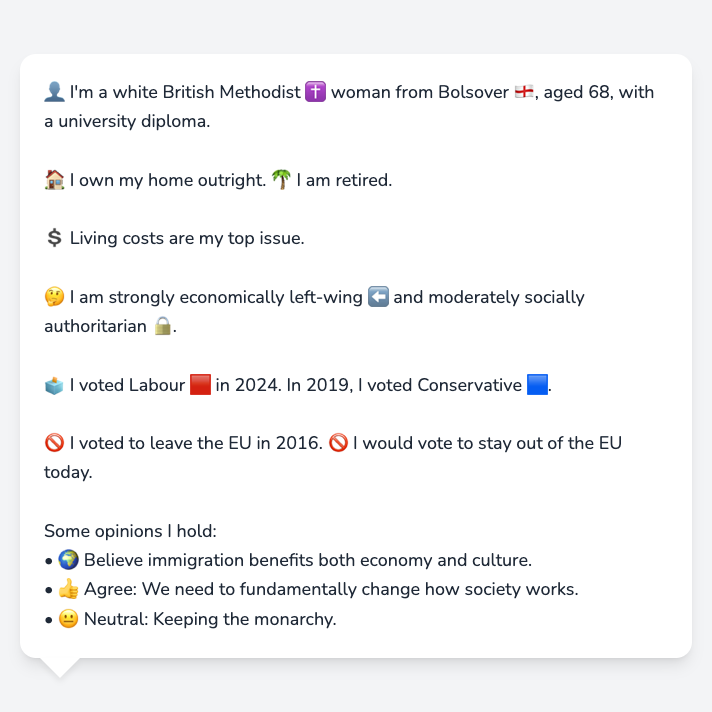 👤 I'm a white British Methodist ✝️ woman from Bolsover 🏴󠁧󠁢󠁥󠁮󠁧󠁿, aged 68, with
a university diploma.
🏠 I own my home outright. 🌴 I am retired.
💲 Living costs are my top issue.
🤔 I am strongly economically left-wing ⬅️ and moderately socially
authoritarian 🔒.
🗳️ I voted Labour 🟥 in 2024. In 2019, I voted Conservative 🟦.
🚫 I voted to leave the EU in 2016. 🚫 I would vote to stay out of the EU
today.
Some opinions I hold:
• 🌍 Believe immigration benefits both economy and culture.
• 👍 Agree: We need to fundamentally change how society works.
• 😐 Neutral: Keeping the monarchy.